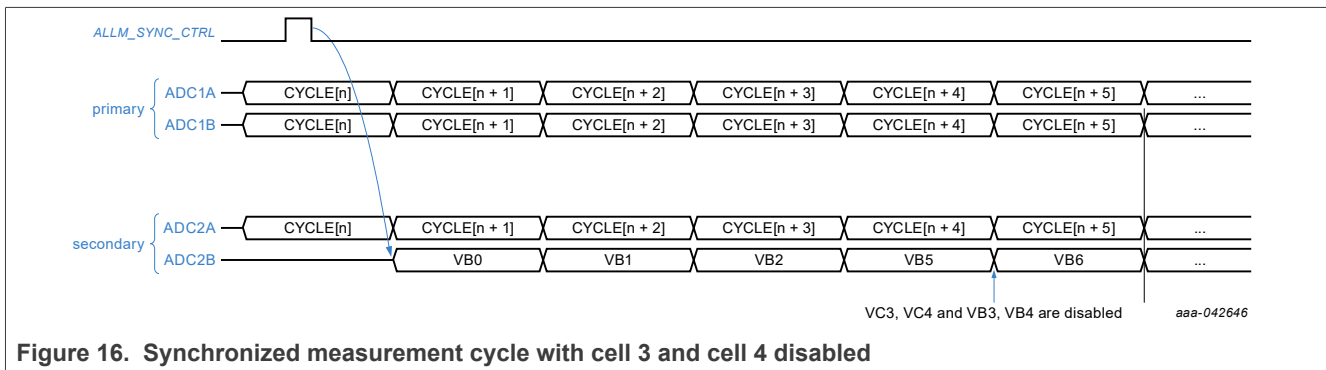 ALLM_SYNC_CTRL
primary
ADC1A CYCLE[n] CYCLE[n + 1] CYCLE[n + 2] CYCLE[n + 3] CYCLE[n + 4] CYCLE[n + 5] ...
ADC1B CYCLE[n] CYCLE[n + 1] CYCLE[n + 2] CYCLE[n + 3] CYCLE[n + 4] CYCLE[n + 5] ...
secondary
ADC2A CYCLE[n] CYCLE[n + 1] CYCLE[n + 2] CYCLE[n + 3] CYCLE[n + 4] CYCLE[n + 5] ...
ADC2B VB0 VB1 VB2 VB5 VB6 ...
VC3, VC4 and VB3, VB4 are disabled aaa-042646
Figure 16. Synchronized measurement cycle with cell 3 and cell 4 disabled